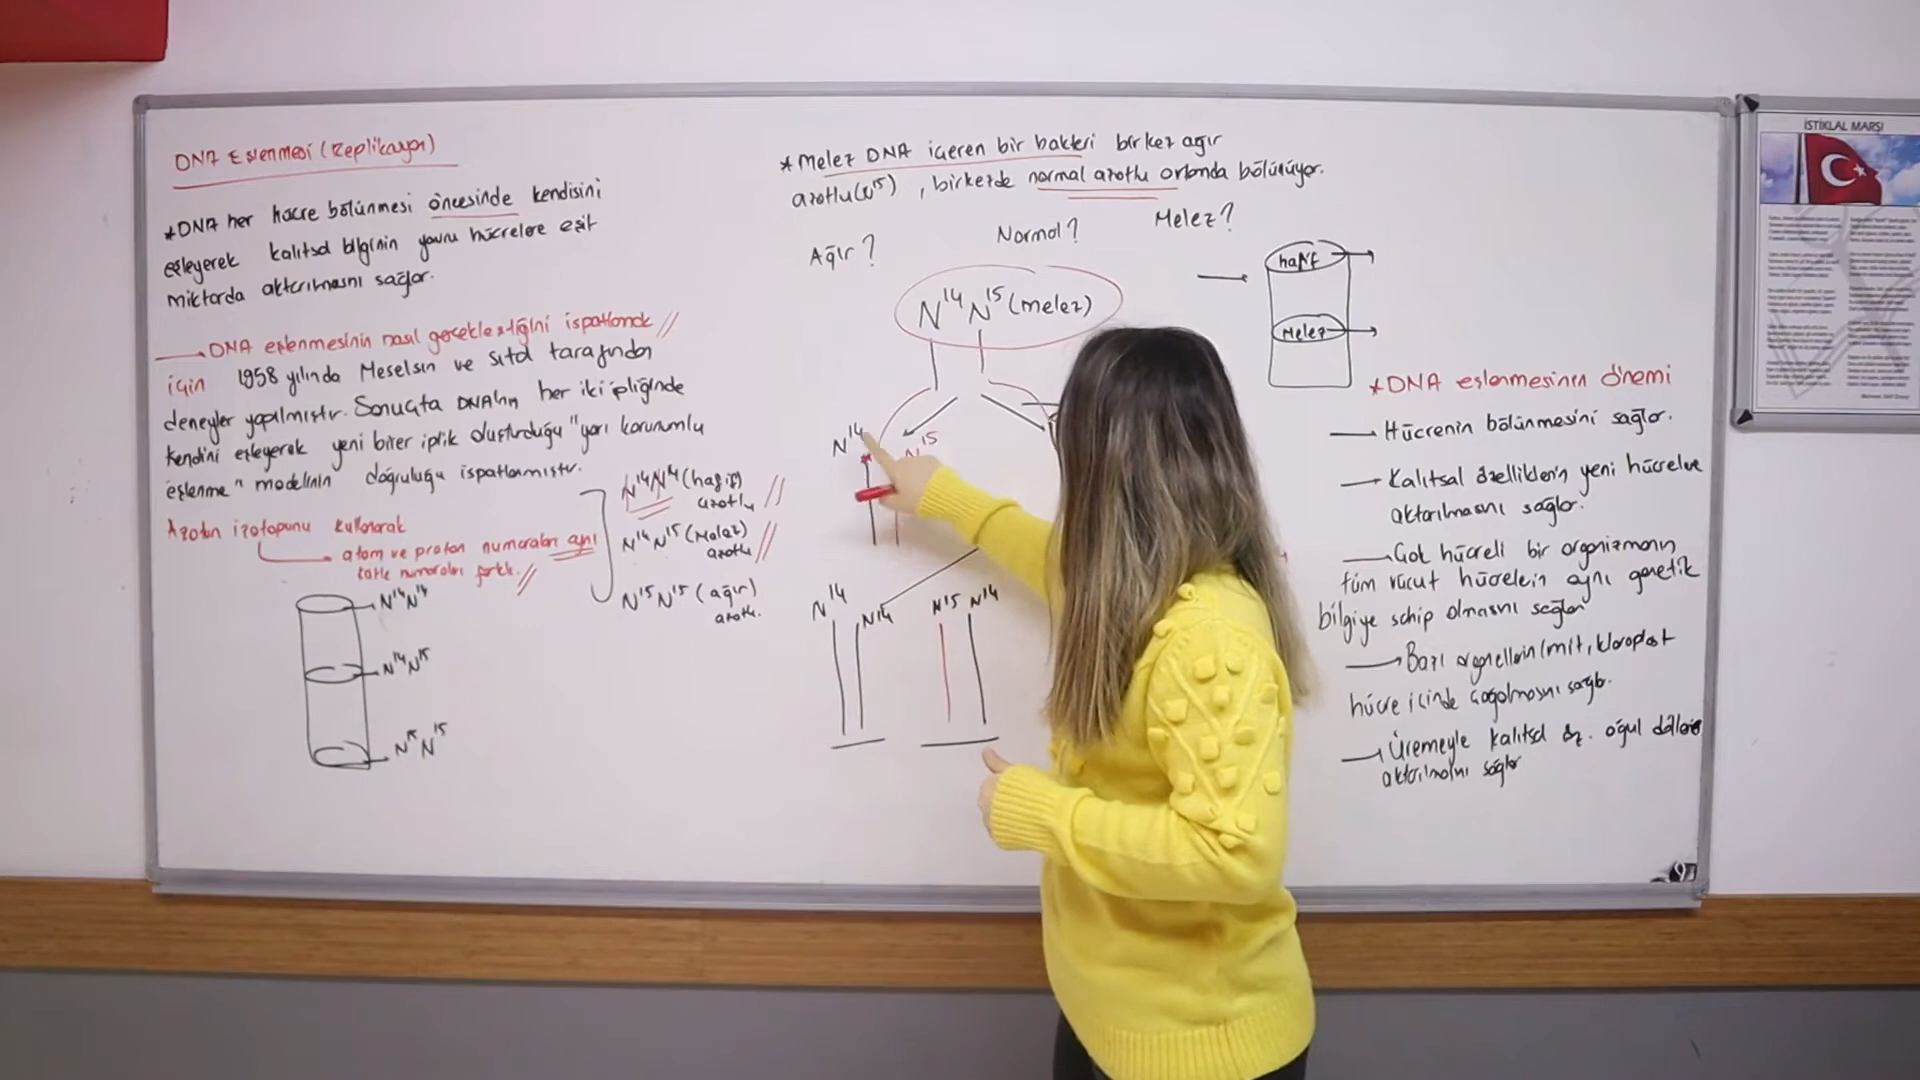 DNA Eşlenmesi (Replikasyon)
*DNA her hücre bölünmesi öncesinde kendisini
eşleyerek kalıtsal bilginin yavru hücrelere eşit
miktarda aktarılmasını sağlar.
DNA eşlenmesinin nasıl gerçekleştiğini ispatlamak
için 1958 yılında Meselsın ve sıtal tarafından
deneyler yapılmıştır. Sonuçta DNA'nın her iki ipliğinde
kendini eşleyerek yeni birer iplik oluşturduğu "yarı korunumlu
eşlenme" modelinin doğruluğu ispatlanmıştır.
Azotun izotopunu kullanarak
atom ve proton numaraları aynı
kütle numaraları farklı.
N14N14 (hafif)
azotlu
N14N15 (Melez)
azotlu
N15N15 (ağır)
azotlu.
N14N14
N14N15
N15N15
*Melez DNA içeren bir bakteri bir kez ağır
azotlu(N15), bir kezde normal azotlu ortamda bölünüyor.
Ağır?
Normal?
Melez?
N14N15 (melez)
N14
N15
N14
N14
N15 N14
hafif
Melez
*DNA eşlenmesinin önemi
Hücrenin bölünmesini sağlar.
Kalıtsal özelliklerin yeni hücrelere
aktarılmasını sağlar.
Çok hücreli bir organizmanın
tüm vücut hücrelerin aynı genetik
bilgiye sahip olmasını sağlar
Bazı organellerin (mit, kloroplast
hücre içinde çoğalmasını sağlar.
Üremeyle kalıtsal öz. oğul döllere
aktarılmasını sağlar
İSTİKLAL MARŞI